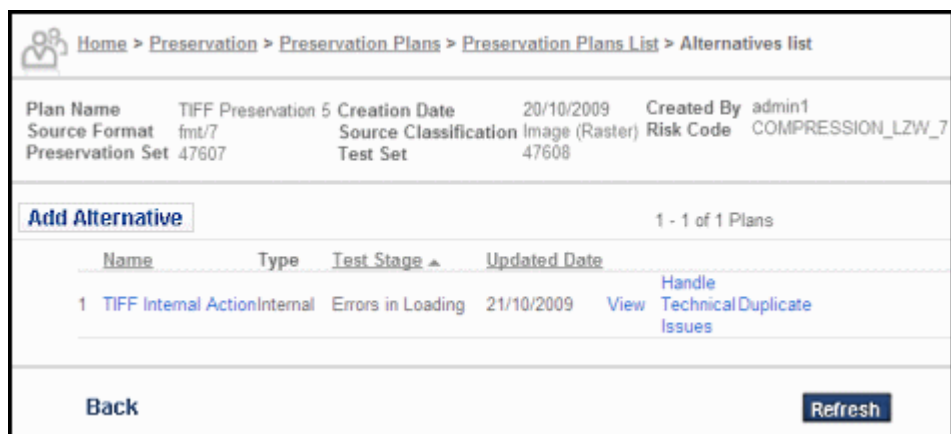 Home > Preservation > Preservation Plans > Preservation Plans List > Alternatives list
Plan Name TIFF Preservation 5 Creation Date 20/10/2009 Created By admin1
Source Format fmt/7 Source Classification Image (Raster) Risk Code COMPRESSION_LZW_7
Preservation Set 47607 Test Set 47608
Add Alternative 1 - 1 of 1 Plans
Name Type Test Stage Updated Date
1 TIFF Internal Action Internal Errors in Loading 21/10/2009 View Handle Technical Issues Duplicate
Back Refresh